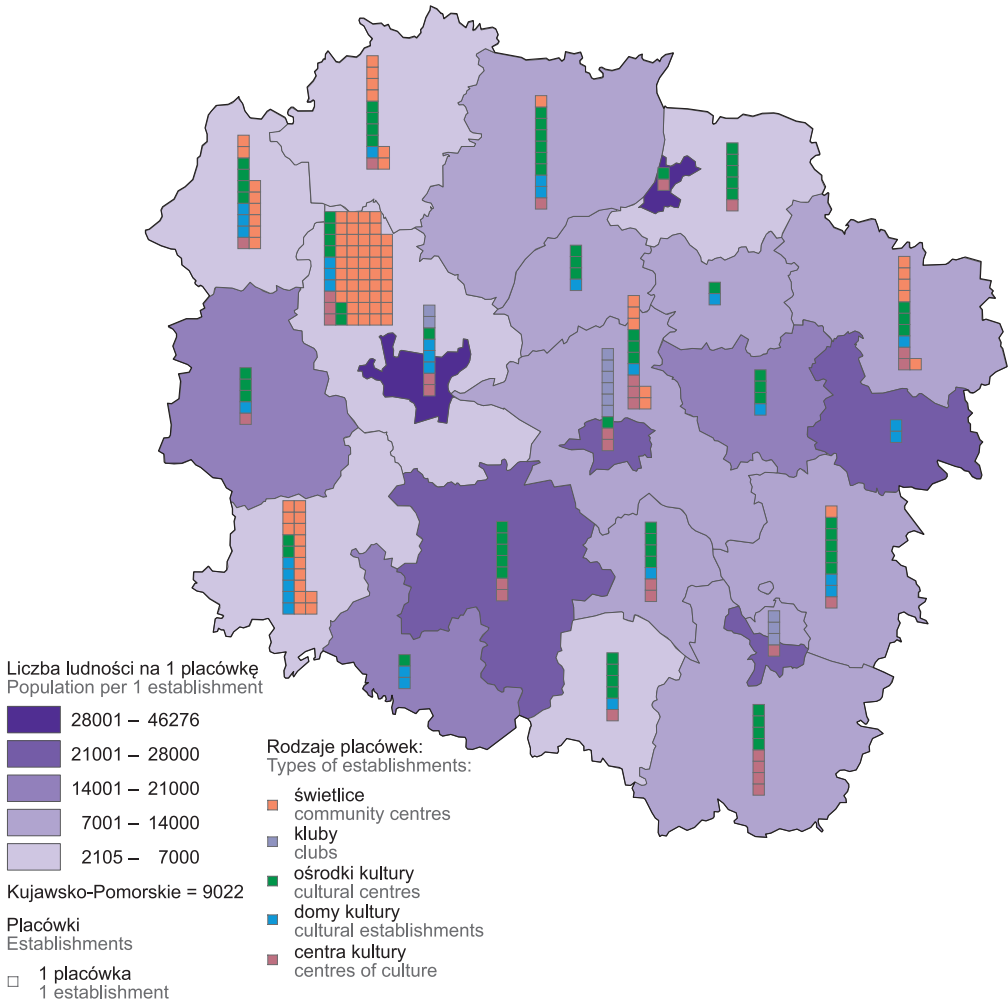 Liczba ludności na 1 placówkę
Population per 1 establishment
28001 – 46276
21001 – 28000
14001 – 21000
7001 – 14000
2105 – 7000
Kujawsko-Pomorskie = 9022
Placówki
Establishments
1 placówka
1 establishment
Rodzaje placówek:
Types of establishments:
świetlice
community centres
kluby
clubs
ośrodki kultury
cultural centres
domy kultury
cultural establishments
centra kultury
centres of culture